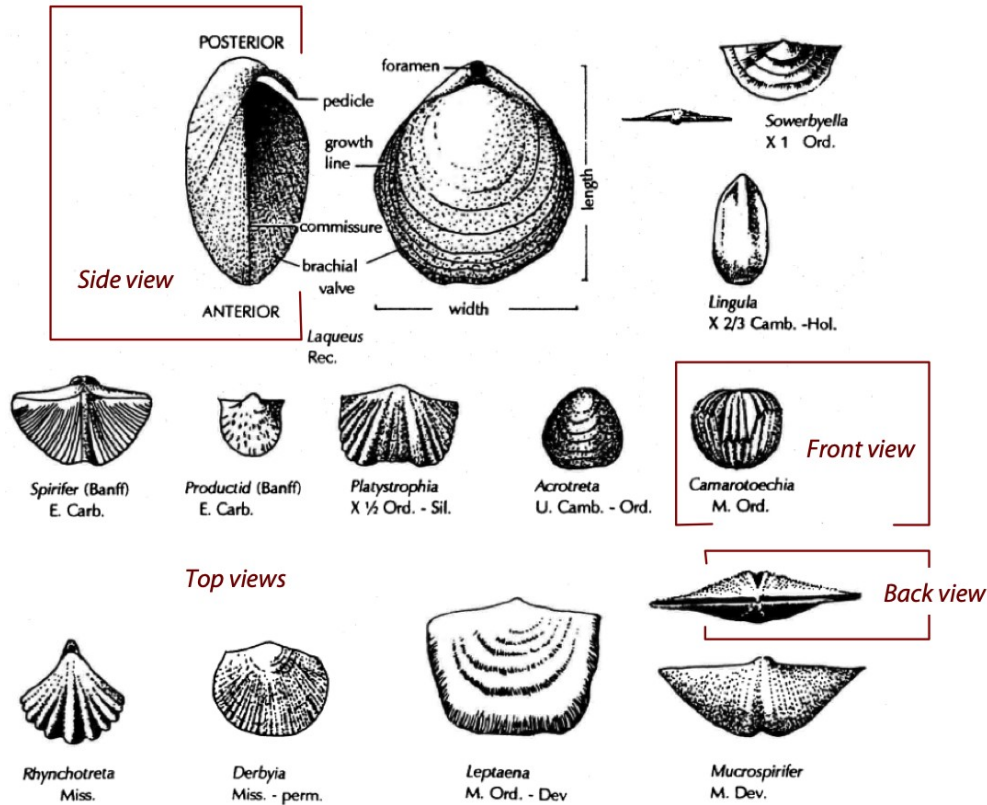 POSTERIOR
foramen
pedicle
growth
line
commissure
brachial
valve
Side view
ANTERIOR
width
length
Laqueus
Rec.
Sowerbyella
X 1 Ord.
Lingula
X 2/3 Camb. -Hol.
Spirifer (Banff)
E. Carb.
Productid (Banff)
E. Carb.
Platystrophia
X ½ Ord. - Sil.
Acrotreta
U. Camb. - Ord.
Camarotoechia
M. Ord.
Front view
Top views
Back view
Rhynchotreta
Miss.
Derbyia
Miss. - perm.
Leptaena
M. Ord. - Dev
Mucrospirifer
M. Dev.